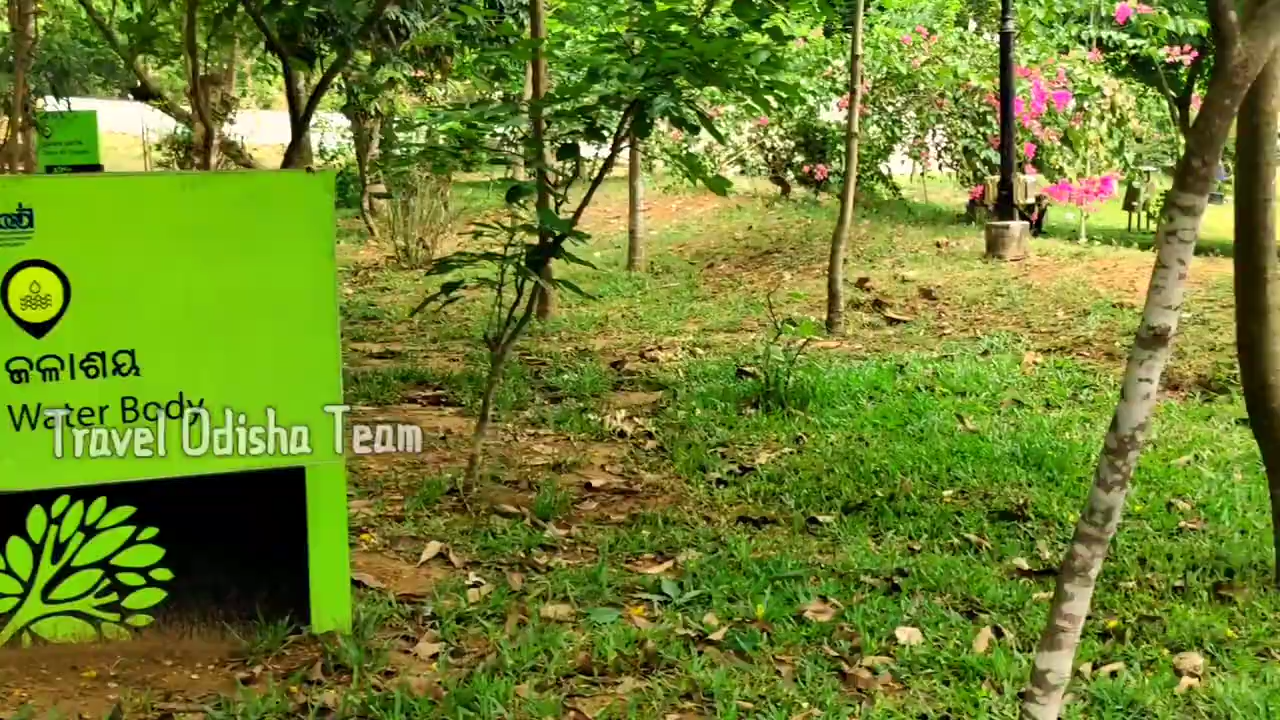 ଜଳାଶୟ
Water Body
Travel Odisha Team